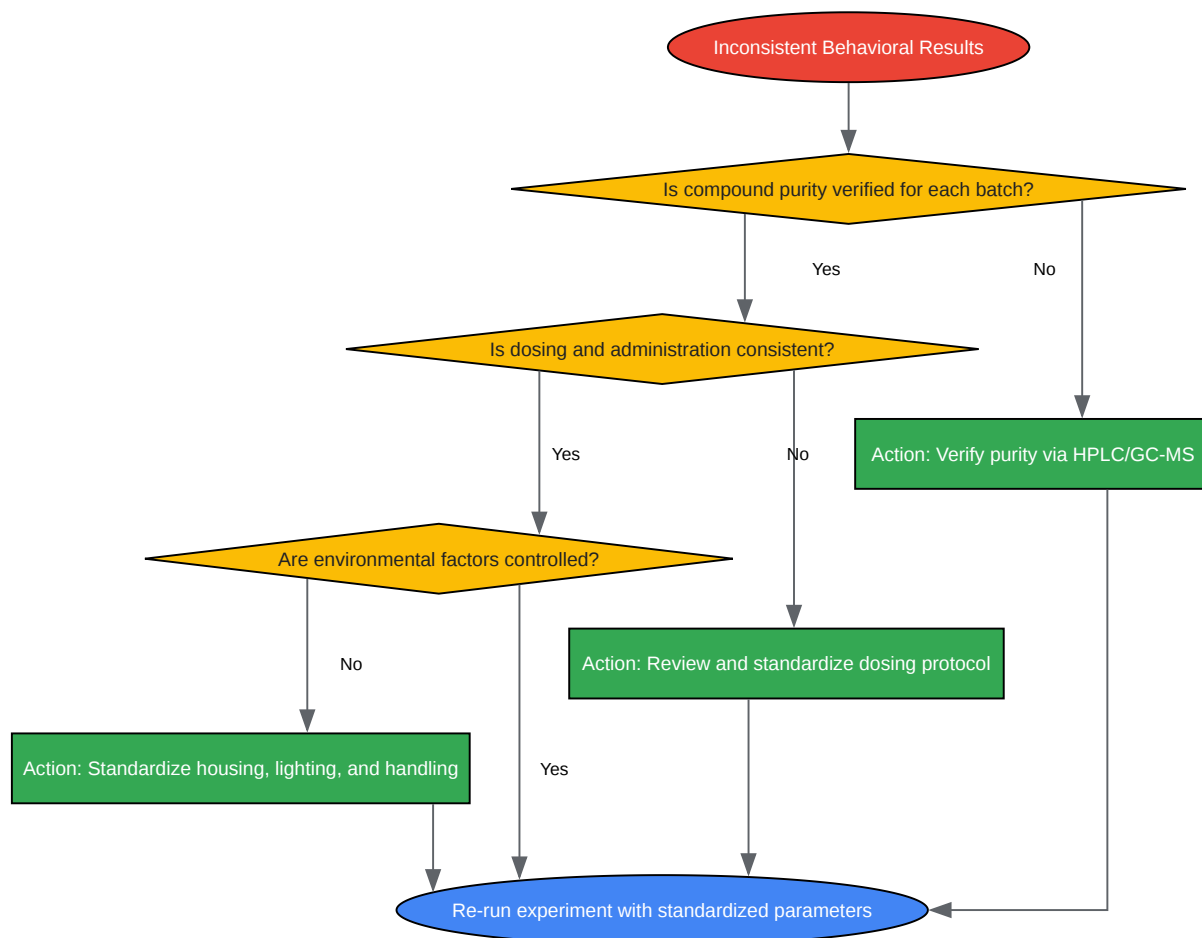 Inconsistent Behavioral Results
Is compound purity verified for each batch?
Yes
No
Is dosing and administration consistent?
Yes
No
Action: Verify purity via HPLC/GC-MS
Are environmental factors controlled?
No
Action: Review and standardize dosing protocol
Action: Standardize housing, lighting, and handling
Yes
Re-run experiment with standardized parameters